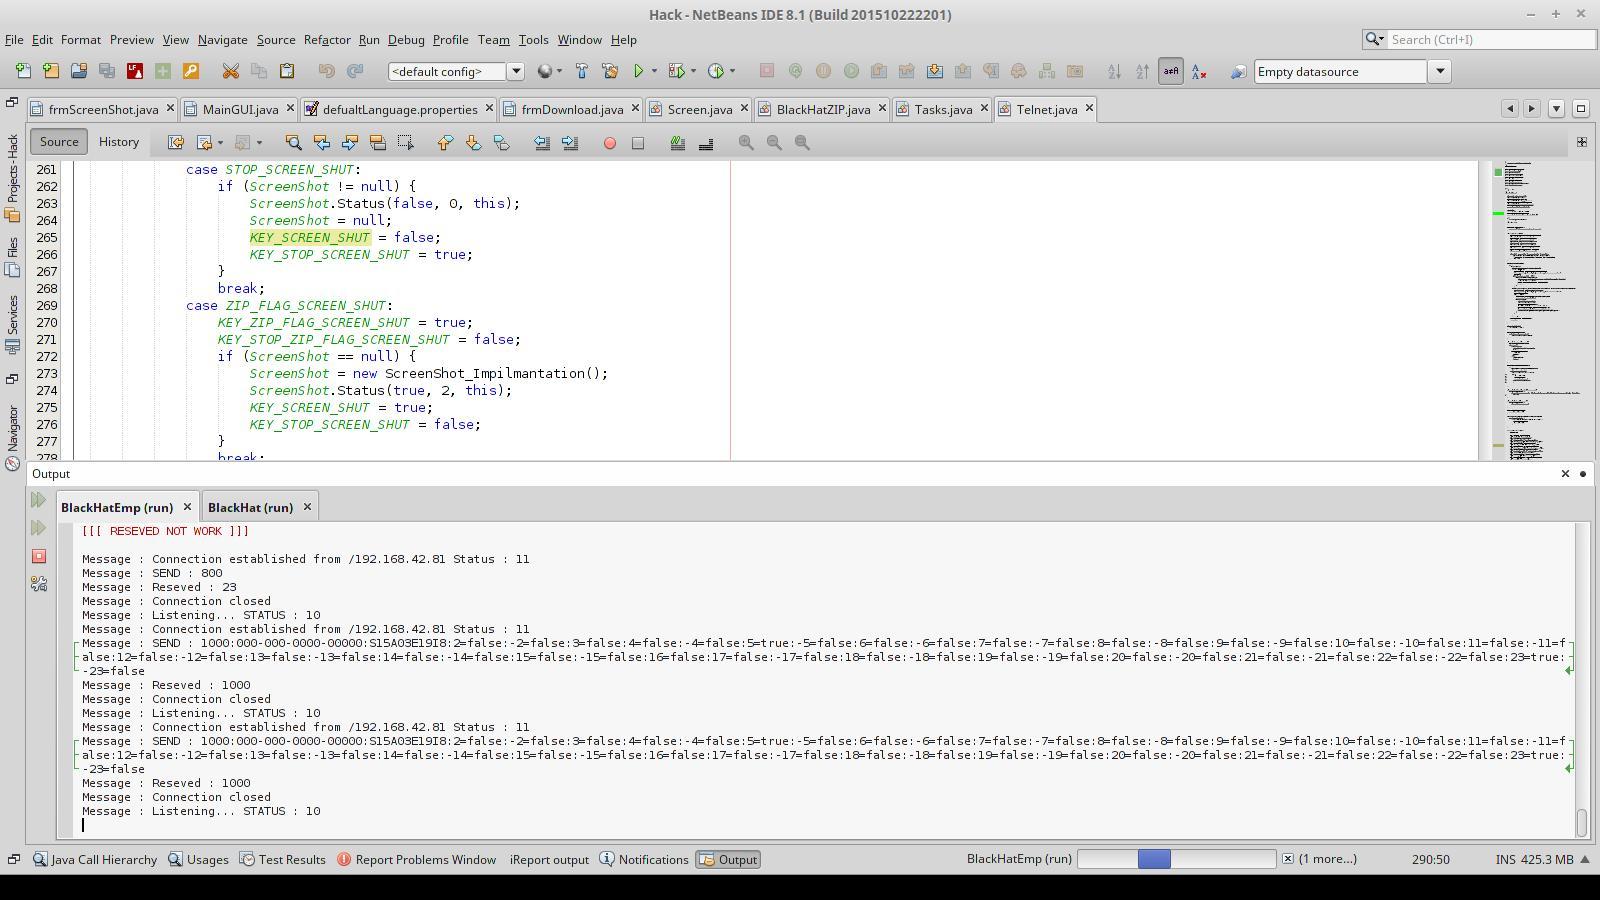 Hack - NetBeans IDE 8.1 (Build 201510222201)
File Edit Format Preview View Navigate Source Refactor Run Debug Profile Team Tools Window Help
Search (Ctrl+I)
<default config>
Empty datasource
frmScreenShot.java MainGUI.java defualtLanguage.properties frmDownload.java Screen.java BlackHatZIP.java Tasks.java Telnet.java
Source History
Projects - Hack
Files
Services
Navigator
261 case STOP_SCREEN_SHUT:
262 if (ScreenShot != null) {
263 ScreenShot.Status(false, 0, this);
264 ScreenShot = null;
265 KEY_SCREEN_SHUT = false;
266 KEY_STOP_SCREEN_SHUT = true;
267 }
268 break;
269 case ZIP_FLAG_SCREEN_SHUT:
270 KEY_ZIP_FLAG_SCREEN_SHUT = true;
271 KEY_STOP_ZIP_FLAG_SCREEN_SHUT = false;
272 if (ScreenShot == null) {
273 ScreenShot = new ScreenShot_Impilmantation();
274 ScreenShot.Status(true, 2, this);
275 KEY_SCREEN_SHUT = true;
276 KEY_STOP_SCREEN_SHUT = false;
277 }
278 break;
Output
BlackHatEmp (run) BlackHat (run)
[[[ RESEVED NOT WORK ]]]
Message : Connection established from /192.168.42.81 Status : 11
Message : SEND : 800
Message : Reseved : 23
Message : Connection closed
Message : Listening... STATUS : 10
Message : Connection established from /192.168.42.81 Status : 11
Message : SEND : 1000:000-000-0000-00000:S15A03E19I8:2=false:-2=false:3=false:4=false:-4=false:5=true:-5=false:6=false:-6=false:7=false:-7=false:8=false:-8=false:9=false:-9=false:10=false:-10=false:11=false:-11=f
alse:12=false:-12=false:13=false:-13=false:14=false:-14=false:15=false:-15=false:16=false:17=false:-17=false:18=false:-18=false:19=false:-19=false:20=false:-20=false:21=false:-21=false:22=false:-22=false:23=true:
-23=false
Message : Reseved : 1000
Message : Connection closed
Message : Listening... STATUS : 10
Message : Connection established from /192.168.42.81 Status : 11
Message : SEND : 1000:000-000-0000-00000:S15A03E19I8:2=false:-2=false:3=false:4=false:-4=false:5=true:-5=false:6=false:-6=false:7=false:-7=false:8=false:-8=false:9=false:-9=false:10=false:-10=false:11=false:-11=f
alse:12=false:-12=false:13=false:-13=false:14=false:-14=false:15=false:-15=false:16=false:17=false:-17=false:18=false:-18=false:19=false:-19=false:20=false:-20=false:21=false:-21=false:22=false:-22=false:23=true:
-23=false
Message : Reseved : 1000
Message : Connection closed
Message : Listening... STATUS : 10
Java Call Hierarchy Usages Test Results Report Problems Window iReport output Notifications Output BlackHatEmp (run) (1 more...) 290:50 INS 425.3 MB